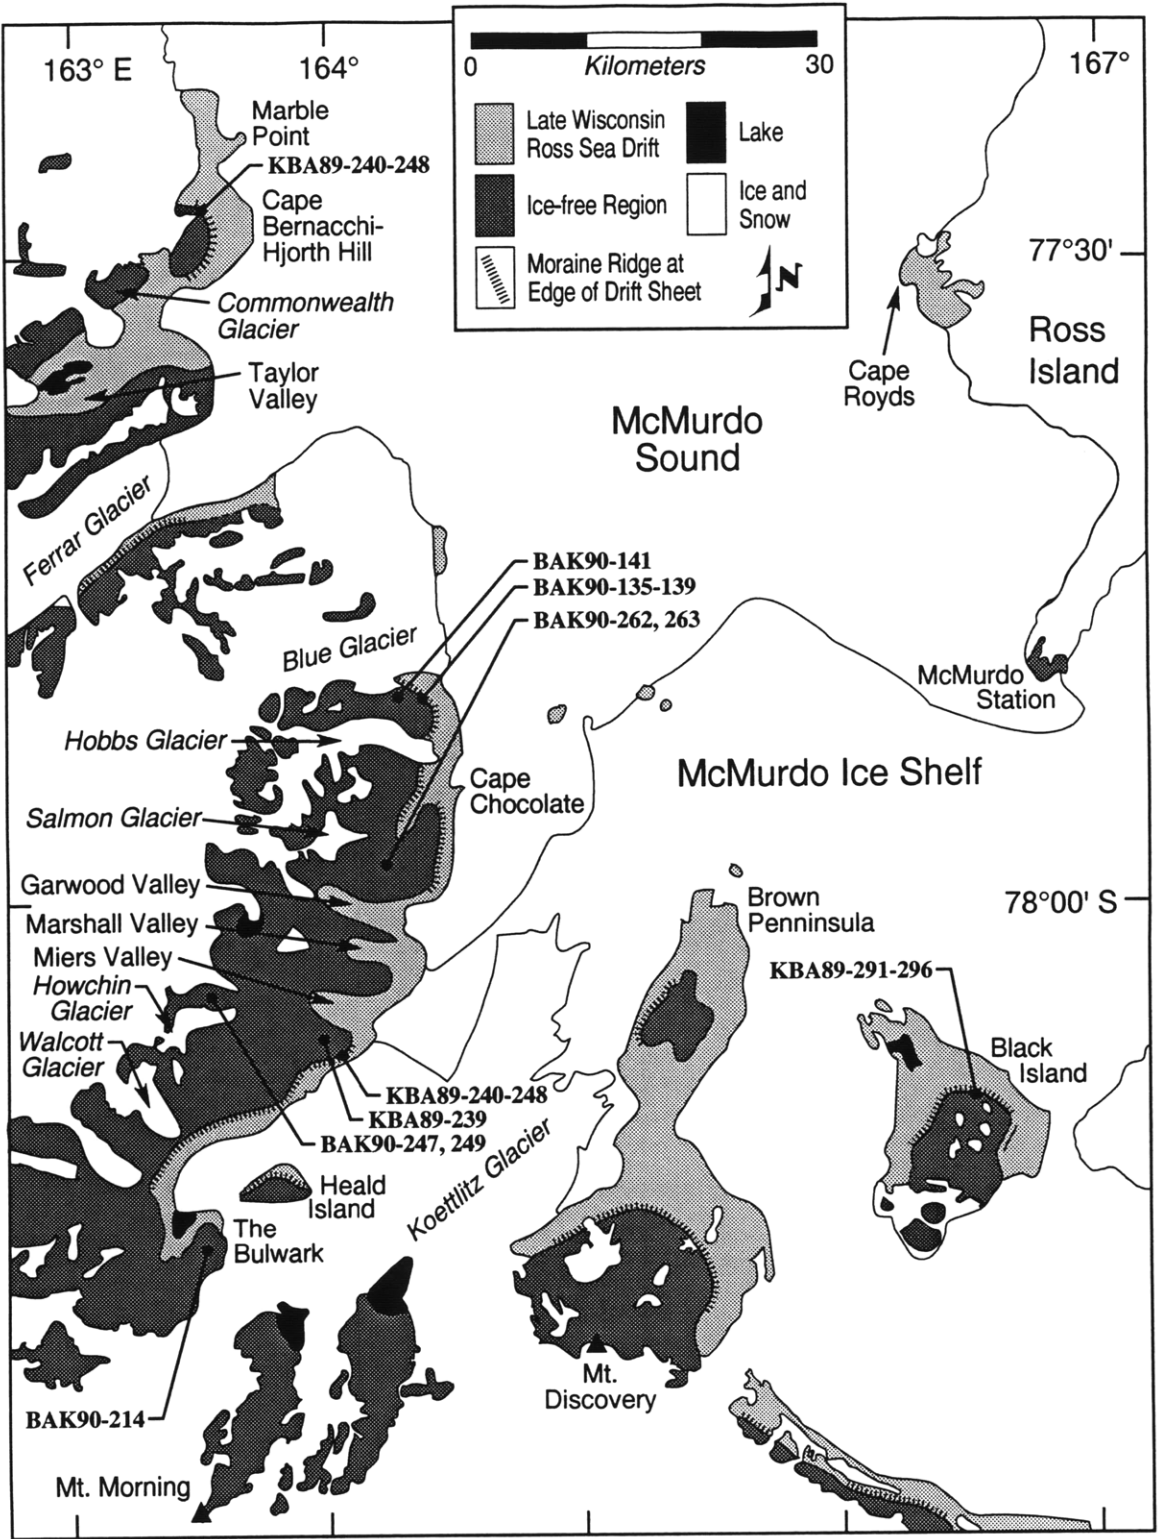 163° E
164°
167°
0
Kilometers
30
Late Wisconsin
Ross Sea Drift
Lake
Ice-free Region
Ice and
Snow
Moraine Ridge at
Edge of Drift Sheet
N
Marble
Point
KBA89-240-248
Cape
Bernacchi-
Hjorth Hill
Commonwealth
Glacier
Taylor
Valley
77°30'
Ross
Island
Cape
Royds
McMurdo
Sound
Ferrar Glacier
BAK90-141
BAK90-135-139
BAK90-262, 263
Blue Glacier
McMurdo
Station
Hobbs Glacier
McMurdo Ice Shelf
Cape
Chocolate
Salmon Glacier
Garwood Valley
Marshall Valley
Miers Valley
Howchin
Glacier
Walcott
Glacier
Brown
Penninsula
78°00' S
KBA89-291-296
Black
Island
KBA89-240-248
KBA89-239
BAK90-247, 249
Koettlitz Glacier
Heald
Island
The
Bulwark
Mt.
Discovery
BAK90-214
Mt. Morning